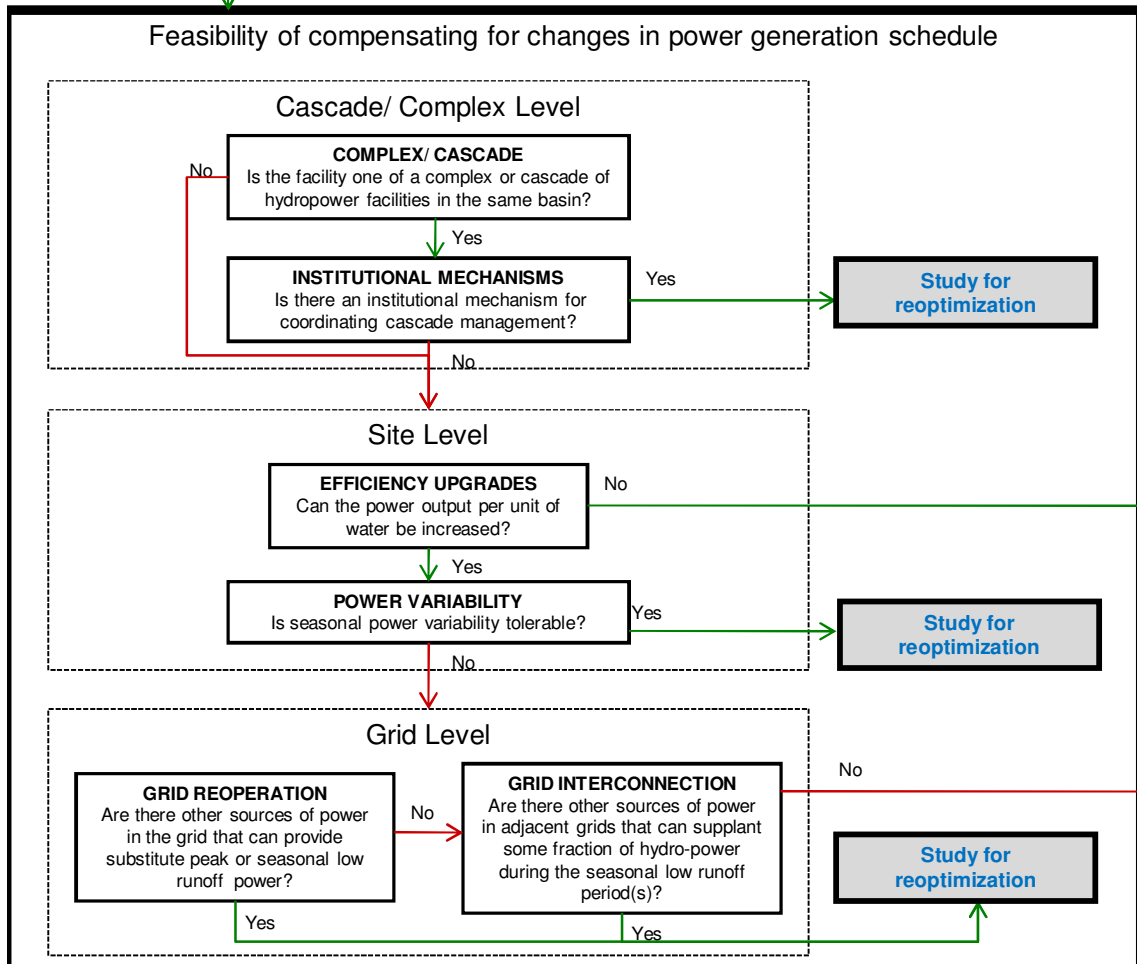 Feasibility of compensating for changes in power generation schedule
Cascade/ Complex Level
COMPLEX/ CASCADE
Is the facility one of a complex or cascade of
hydropower facilities in the same basin?
No
Yes
INSTITUTIONAL MECHANISMS
Is there an institutional mechanism for
coordinating cascade management?
Yes
Study for
reoptimization
No
Site Level
EFFICIENCY UPGRADES
Can the power output per unit of
water be increased?
No
Yes
POWER VARIABILITY
Is seasonal power variability tolerable?
Yes
Study for
reoptimization
No
Grid Level
GRID REOPERATION
Are there other sources of power
in the grid that can provide
substitute peak or seasonal low
runoff power?
No
GRID INTERCONNECTION
Are there other sources of power
in adjacent grids that can supplant
some fraction of hydro-power
during the seasonal low runoff
period(s)?
No
Study for
reoptimization
Yes
Yes